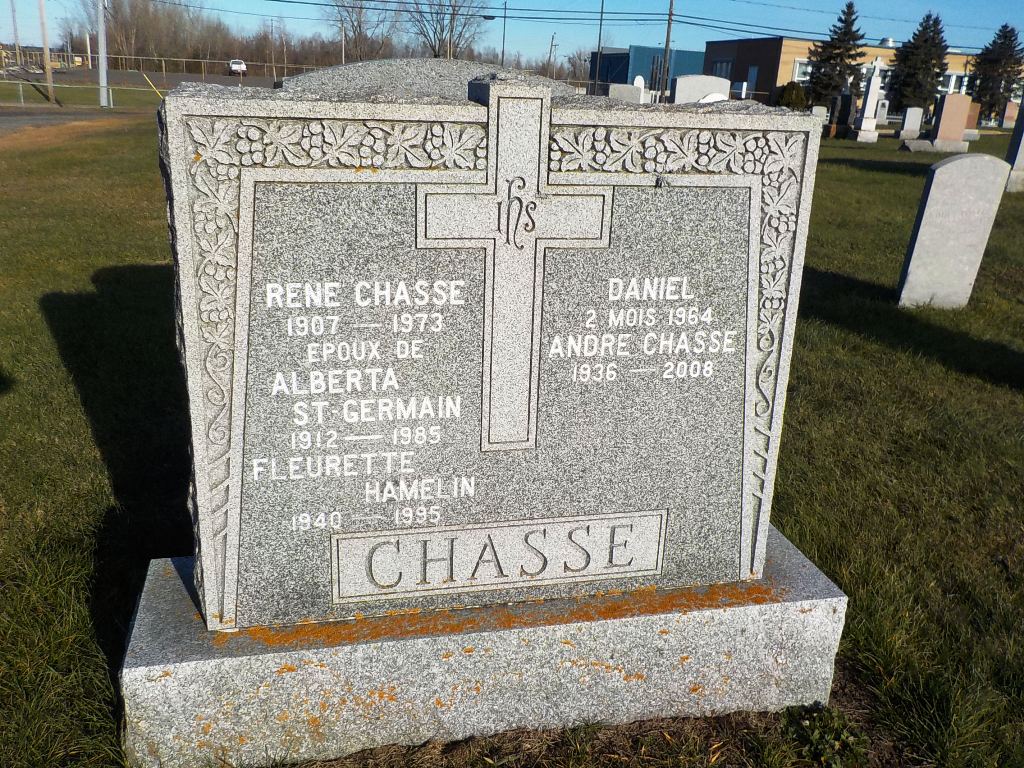 ihs
RENE CHASSE
1907 — 1973
EPOUX DE
ALBERTA
ST-GERMAIN
1912 — 1985
FLEURETTE
HAMELIN
1940 — 1995
DANIEL
2 MOIS 1964
ANDRE CHASSE
1936 — 2008
CHASSE